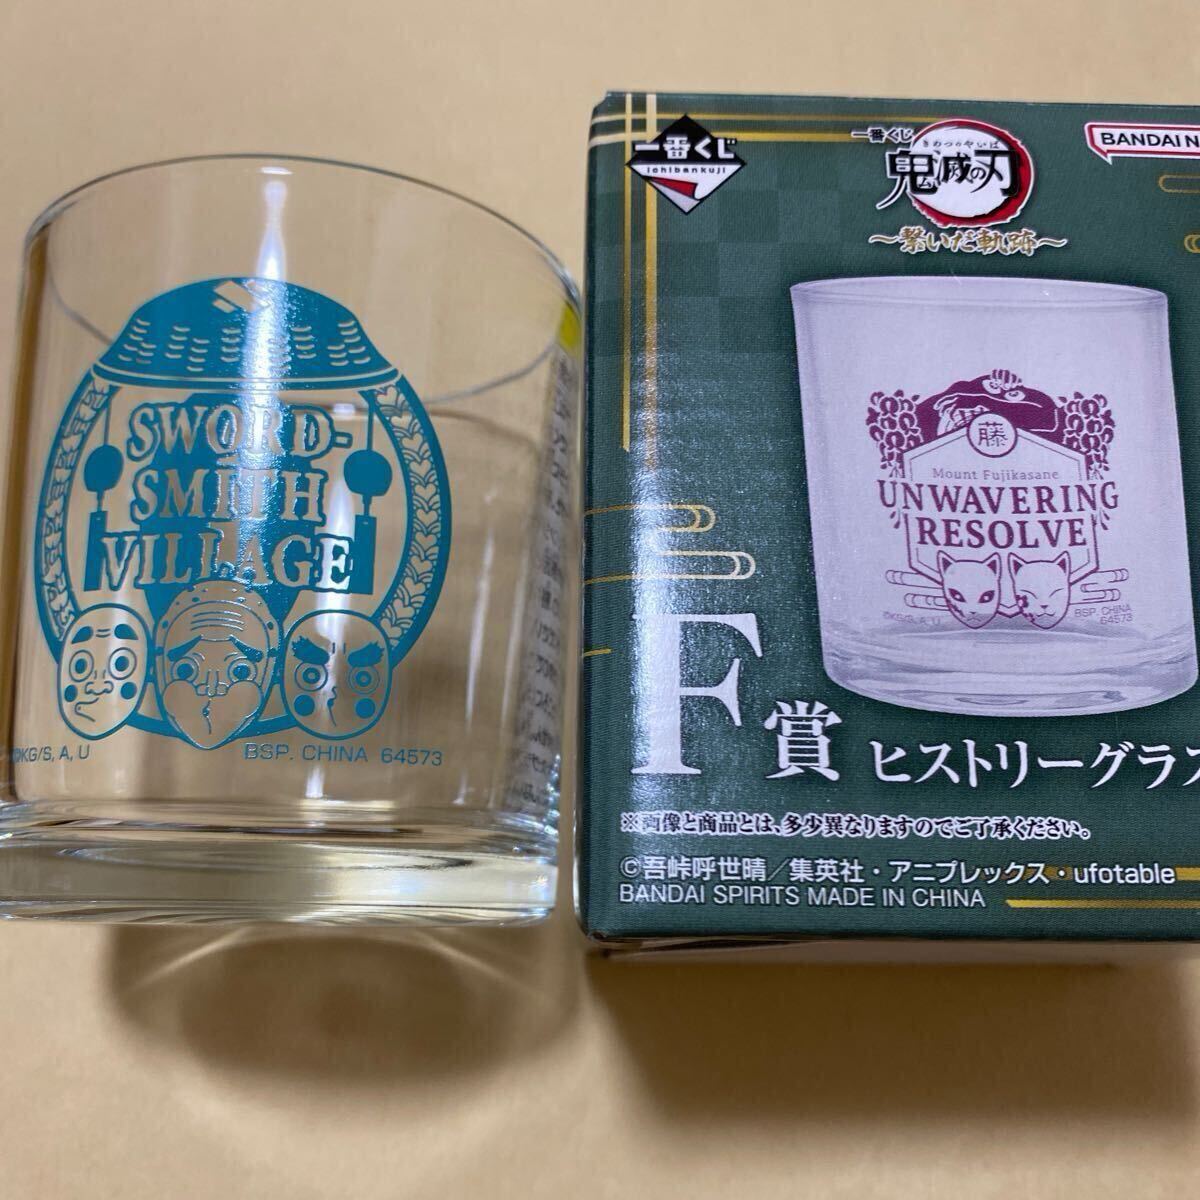 SWORD-
SMITH
VILLAGE
©KG/S, A, U
BSP. CHINA 64573
一番くじ
ichibankuji
一番くじ
きめつのやいば
鬼滅の刃
～繋いだ軌跡～
BANDAI N
藤
Mount Fujikasane
UNWAVERING
RESOLVE
©KG/S, A, U
BSP. CHINA
64573
F賞 ヒストリーグラス
※画像と商品とは、多少異なりますのでご了承ください。
©吾峠呼世晴／集英社・アニプレックス・ufotable
BANDAI SPIRITS MADE IN CHINA